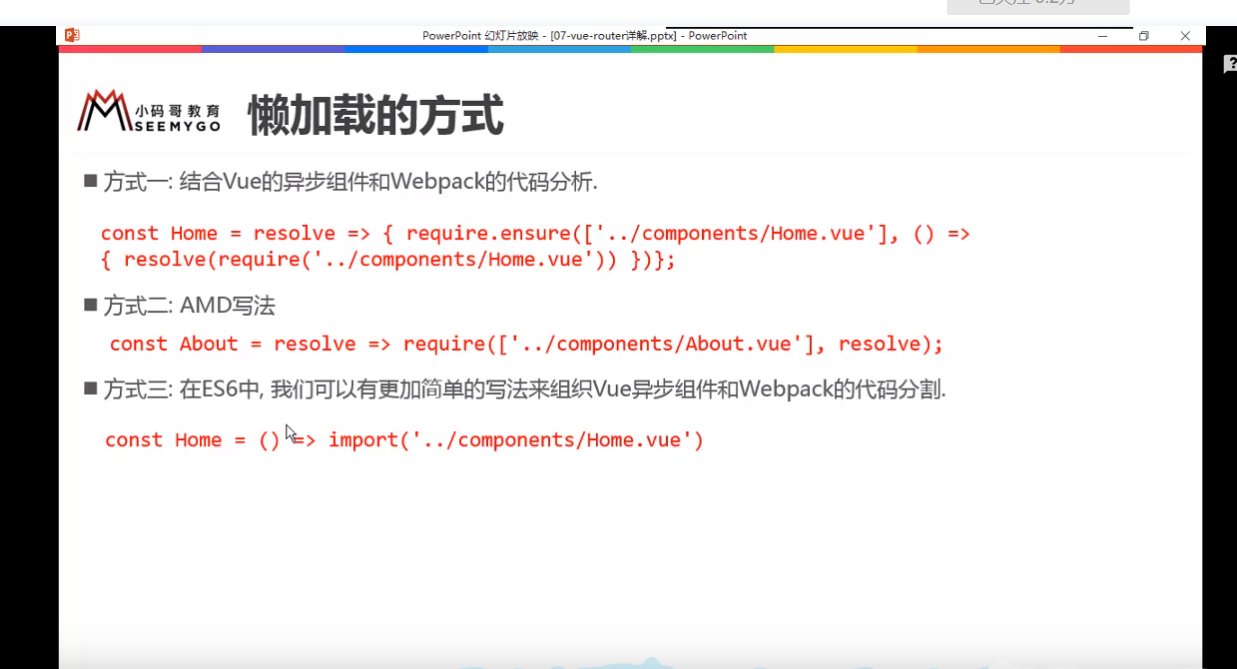 PowerPoint 幻灯片放映 - [07-vue-router详解.pptx] - PowerPoint
小码哥教育
SEEMYGO
懒加载的方式
方式一: 结合Vue的异步组件和Webpack的代码分析.
const Home = resolve => { require.ensure(['../components/Home.vue'], () =>
{ resolve(require('../components/Home.vue')) })};
方式二: AMD写法
const About = resolve => require(['../components/About.vue'], resolve);
方式三: 在ES6中, 我们可以有更加简单的写法来组织Vue异步组件和Webpack的代码分割.
const Home = () => import('../components/Home.vue')